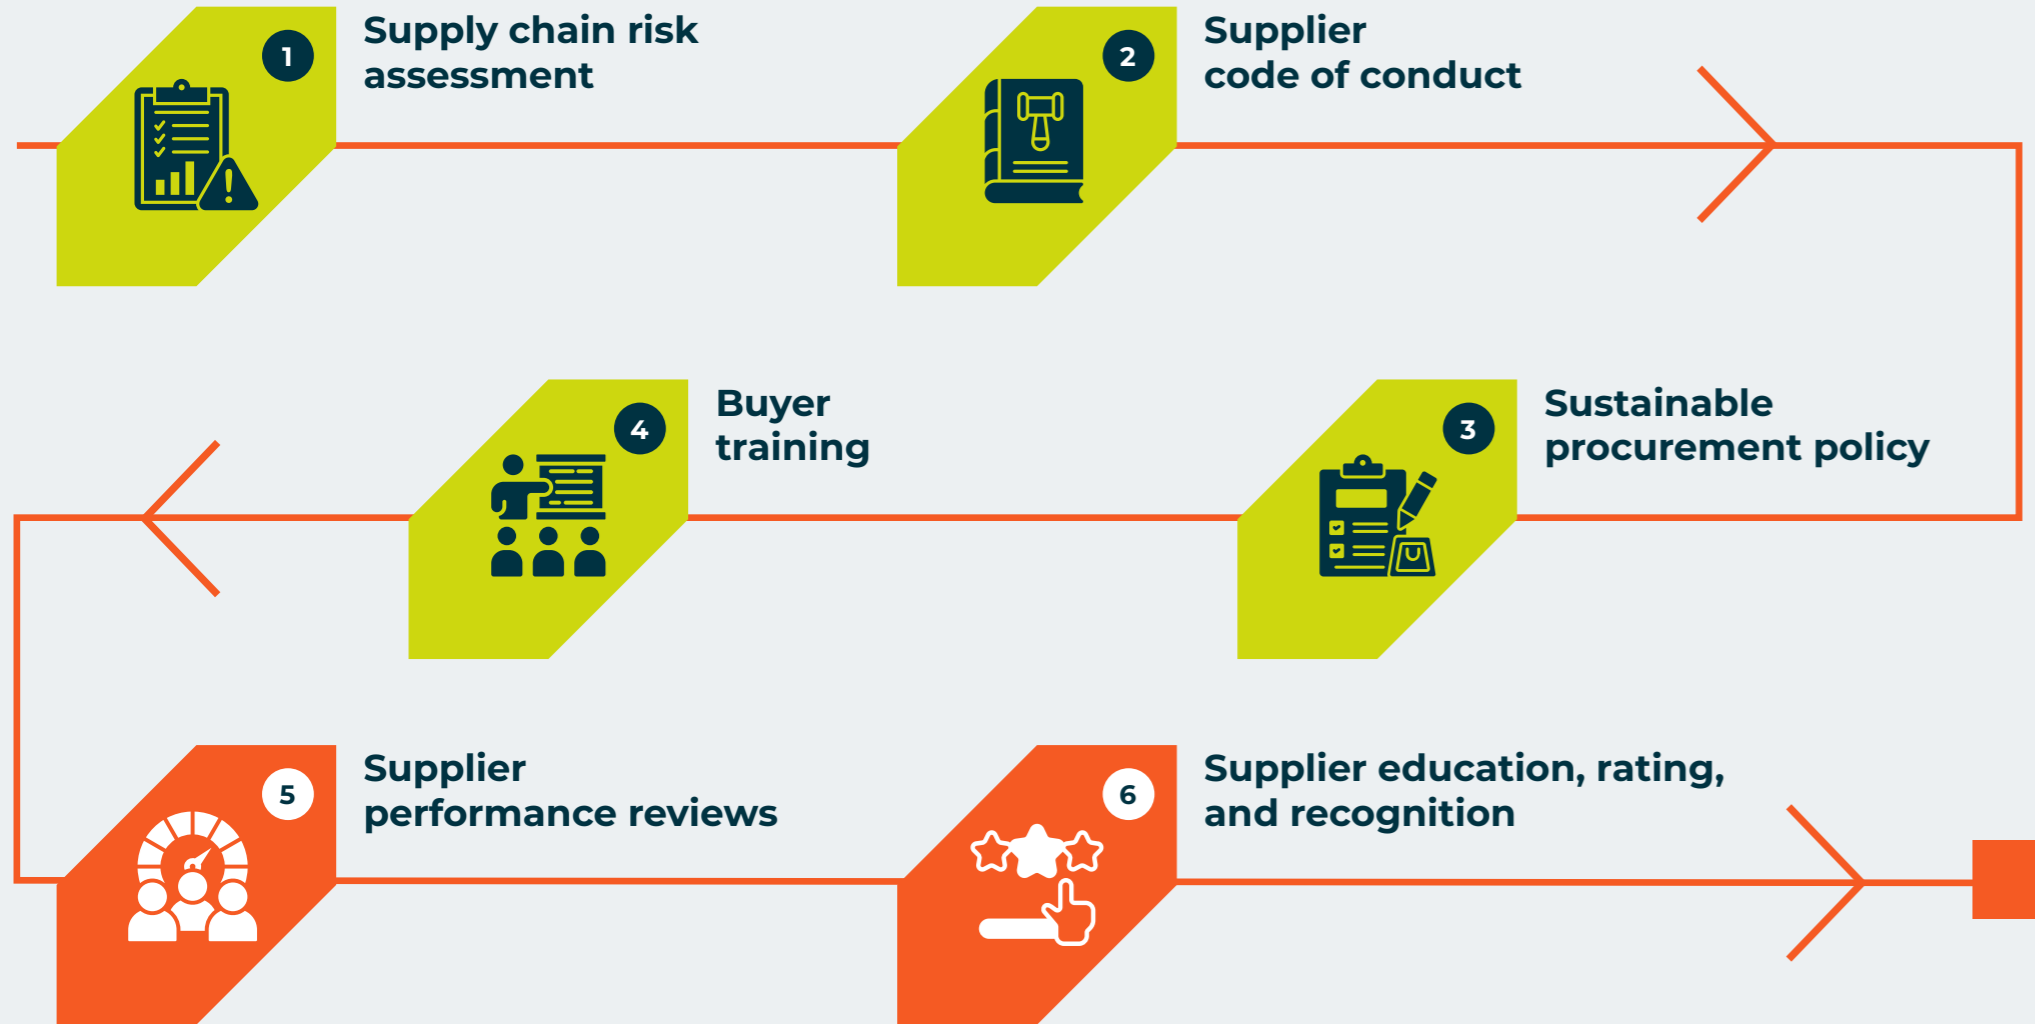 1
Supply chain risk
assessment
2
Supplier
code of conduct
3
Sustainable
procurement policy
4
Buyer
training
5
Supplier
performance reviews
6
Supplier education, rating,
and recognition